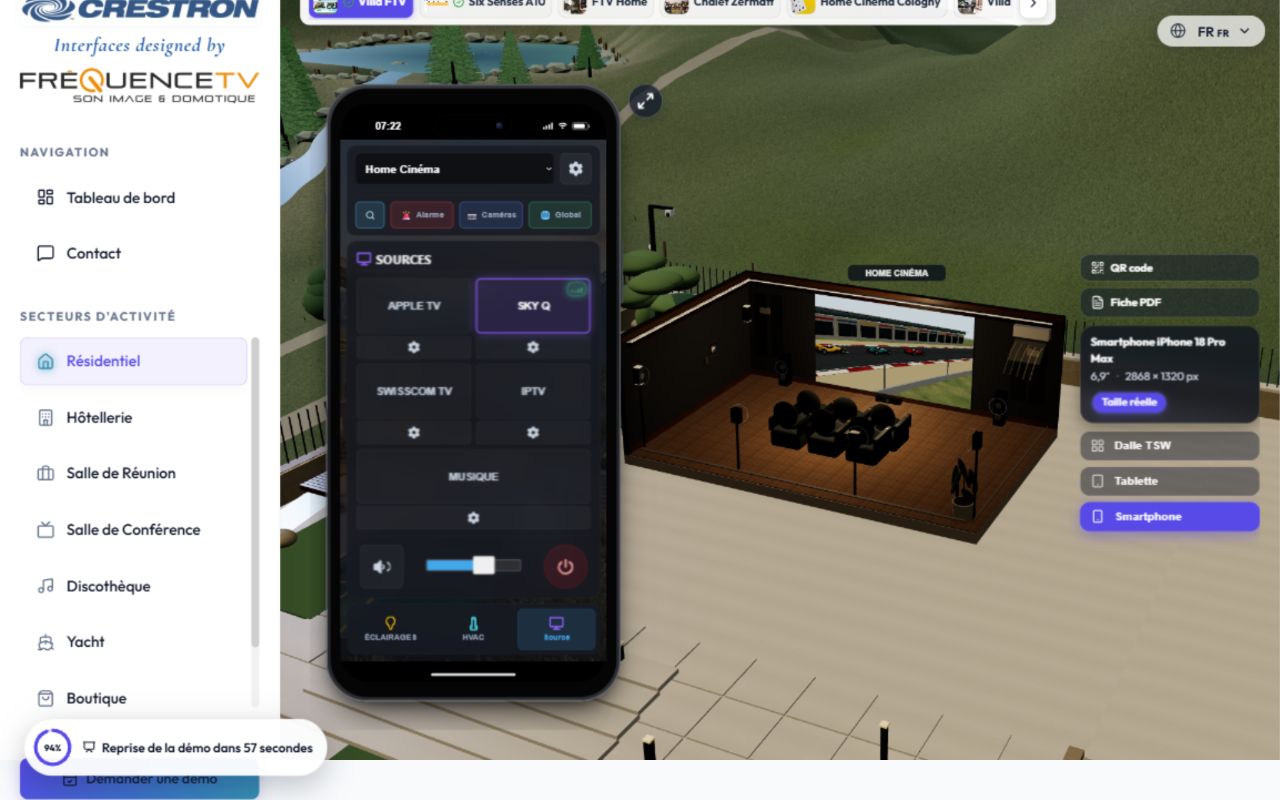 CRESTRON
Interfaces designed by
FRÉQUENCETV
SON IMAGE & DOMOTIQUE
NAVIGATION
Tableau de bord
Contact
SECTEURS D'ACTIVITÉ
Résidentiel
Hôtellerie
Salle de Réunion
Salle de Conférence
Discothèque
Yacht
Boutique
94%
Reprise de la démo dans 57 secondes
Demander une démo
Villa FTV
Six Senses A10
FTV Home
Chalet Zermatt
Home Cinéma Cologny
Villa
FR FR
07:22
Home Cinéma
Alarme
Caméras
Global
SOURCES
APPLE TV
SKY Q
SWISSCOM TV
IPTV
MUSIQUE
ÉCLAIRAGES
HVAC
Source
HOME CINÉMA
QR code
Fiche PDF
Smartphone iPhone 18 Pro
Max
6,9" · 2868 × 1320 px
Taille réelle
Dalle TSW
Tablette
Smartphone